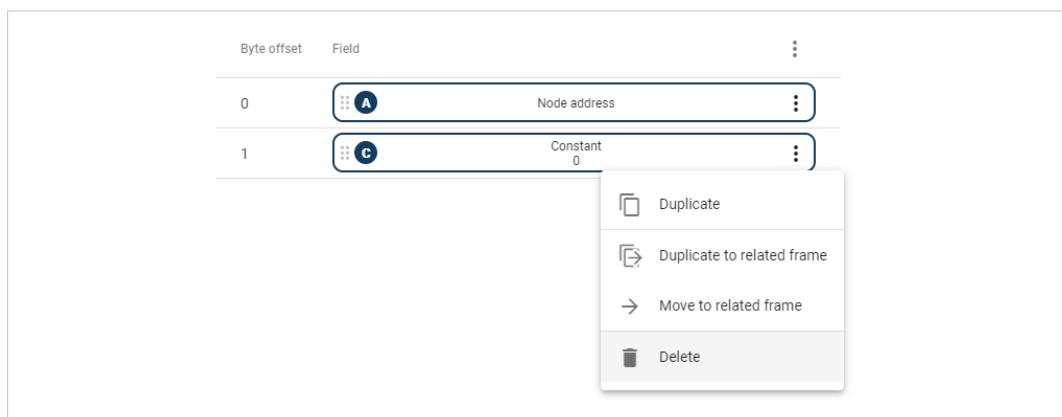 Byte offset Field
0 A Node address
1 C Constant
0
Duplicate
Duplicate to related frame
Move to related frame
Delete